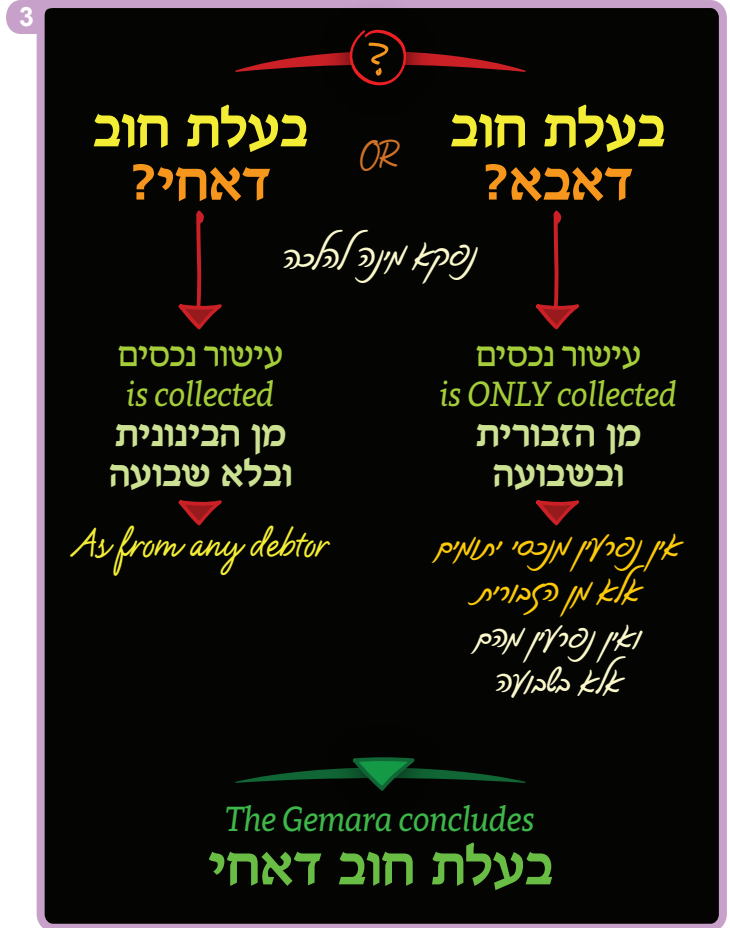 3
?
בעלת חוב
דאבא?
OR
בעלת חוב
דאחי?
נפקא מינה להלכה
עישור נכסים
is ONLY collected
מן הזבורית
ובשבועה
עישור נכסים
is collected
מן הבינונית
ובלא שבועה
אין נפרעין מנכסי יתומים
אלא מן הזבורית
ואין נפרעין מהם
אלא בשבועה
As from any debtor
The Gemara concludes
בעלת חוב דאחי